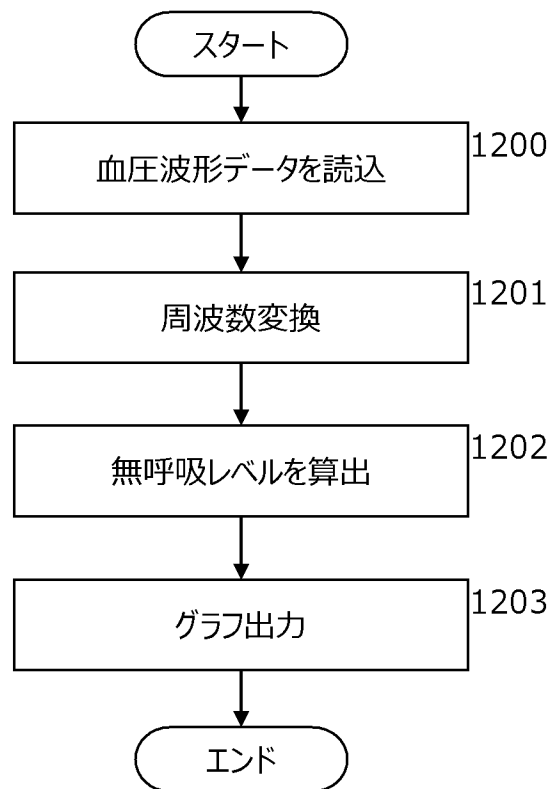 スタート
1200
血圧波形データを読込
1201
周波数変換
1202
無呼吸レベルを算出
1203
グラフ出力
エンド